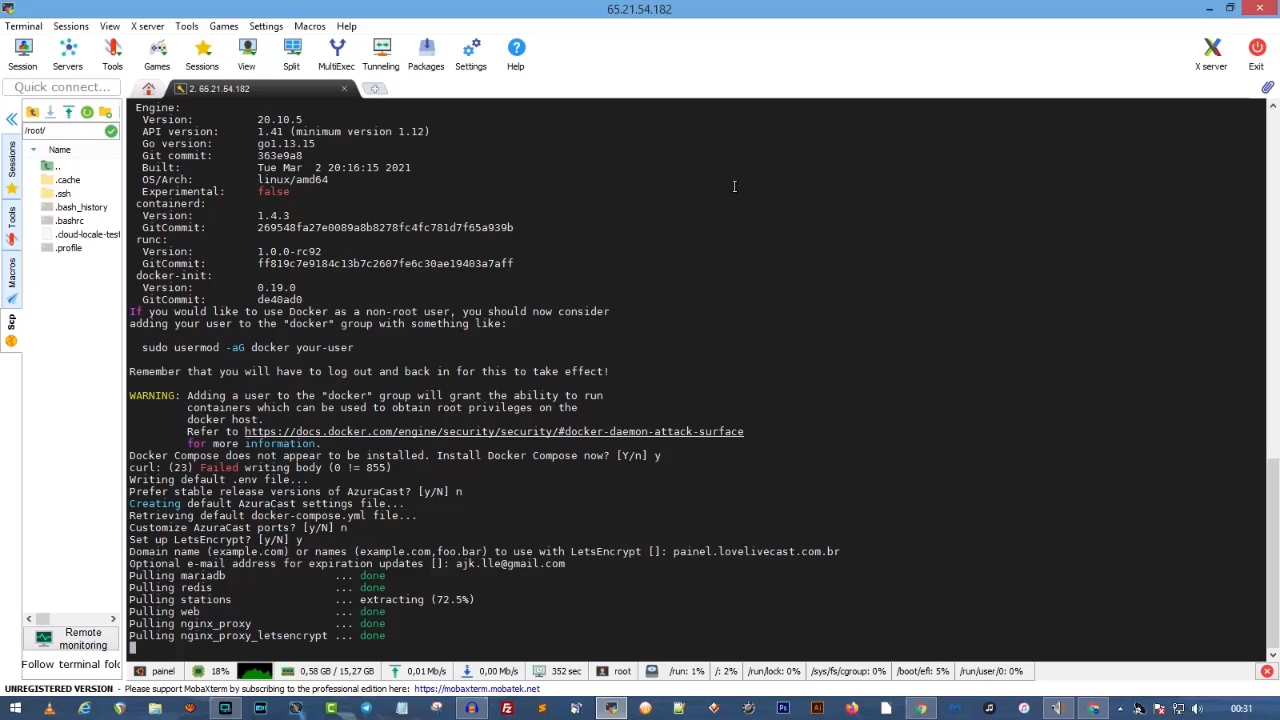 65.21.54.182
Terminal Sessions View X server Tools Games Settings Macros Help
Session Servers Tools Games Sessions View Split MultiExec Tunneling Packages Settings Help X server Exit
Quick connect... 2. 65.21.54.182
/root/
Name
..
.cache
.ssh
.bash_history
.bashrc
.cloud-locale-test
.profile
Sessions
Tools
Macros
Scp
Engine:
Version: 20.10.5
API version: 1.41 (minimum version 1.12)
Go version: go1.13.15
Git commit: 363e9a8
Built: Tue Mar  2 20:16:15 2021
OS/Arch: linux/amd64
Experimental: false
containerd:
Version: 1.4.3
GitCommit: 269548fa27e0089a8b8278fc4fc781d7f65a939b
runc:
Version: 1.0.0-rc92
GitCommit: ff819c7e9184c13b7c2607fe6c30ae19403a7aff
docker-init:
Version: 0.19.0
GitCommit: de40ad0
If you would like to use Docker as a non-root user, you should now consider
adding your user to the "docker" group with something like:
sudo usermod -aG docker your-user
Remember that you will have to log out and back in for this to take effect!
WARNING: Adding a user to the "docker" group will grant the ability to run
containers which can be used to obtain root privileges on the
docker host.
Refer to https://docs.docker.com/engine/security/security/#docker-daemon-attack-surface
for more information.
Docker Compose does not appear to be installed. Install Docker Compose now? [Y/n] y
curl: (23) Failed writing body (0 != 855)
Writing default .env file...
Prefer stable release versions of AzuraCast? [y/N] n
Creating default AzuraCast settings file...
Retrieving default docker-compose.yml file...
Customize AzuraCast ports? [y/N] n
Set up LetsEncrypt? [y/N] y
Domain name (example.com) or names (example.com,foo.bar) to use with LetsEncrypt []: painel.lovelivecast.com.br
Optional e-mail address for expiration updates []: ajk.lle@gmail.com
Pulling mariadb ... done
Pulling redis ... done
Pulling stations ... extracting (72.5%)
Pulling web ... done
Pulling nginx_proxy ... done
Pulling nginx_proxy_letsencrypt ... done
Remote
monitoring
Follow terminal fold
painel 18% 0,58 GB / 15,27 GB 0,01 Mb/s 0,00 Mb/s 352 sec root /run: 1% /: 2% /run/lock: 0% /sys/fs/cgroup: 0% /boot/efi: 5% /run/user/0: 0%
UNREGISTERED VERSION - Please support MobaXterm by subscribing to the professional edition here: https://mobaxterm.mobatek.net
00:31